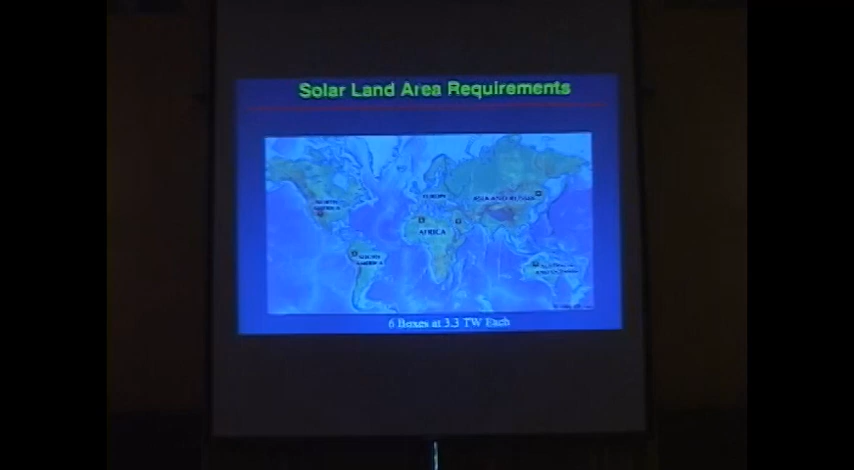 Solar Land Area Requirements
NORTH
AMERICA
EUROPE
ASIA AND RUSSIA
AFRICA
SOUTH
AMERICA
6 Boxes at 3.3 TW Each